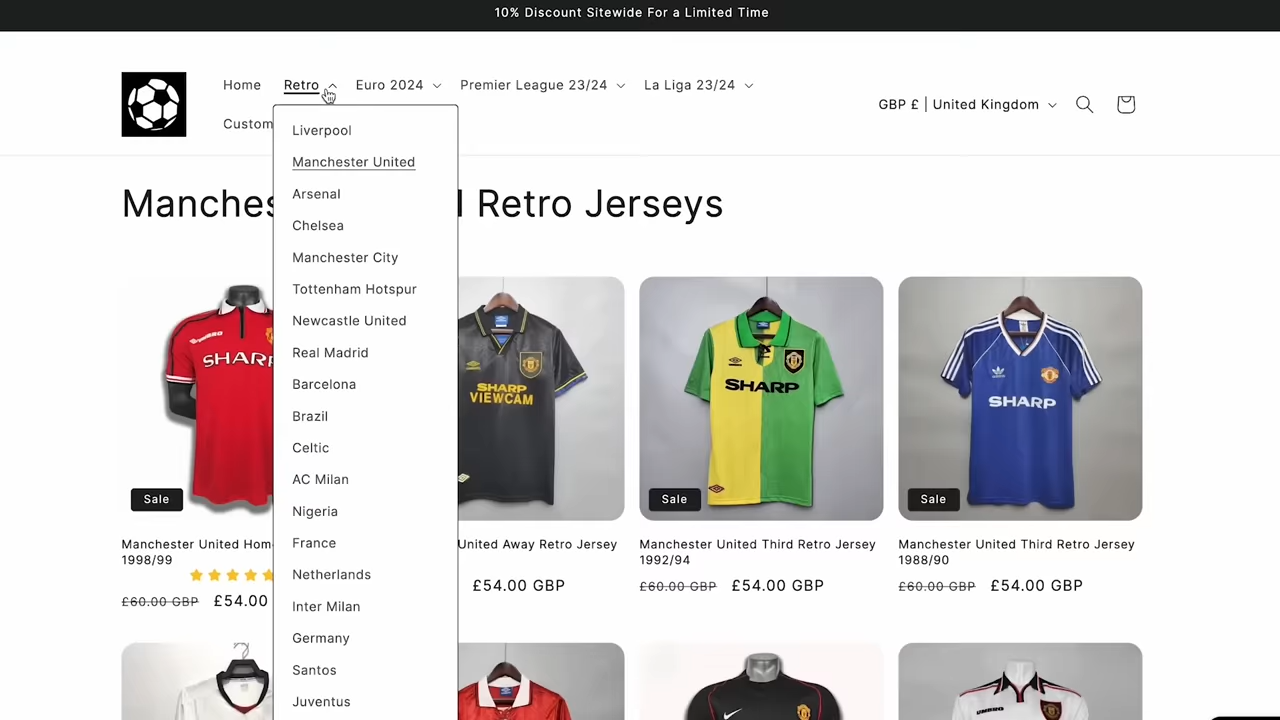 10% Discount Sitewide For a Limited Time
Home
Retro
Euro 2024
Premier League 23/24
La Liga 23/24
Custom
GBP £ | United Kingdom
Liverpool
Manchester United
Arsenal
Chelsea
Manchester City
Tottenham Hotspur
Newcastle United
Real Madrid
Barcelona
Brazil
Celtic
AC Milan
Nigeria
France
Netherlands
Inter Milan
Germany
Santos
Juventus
Retro Jerseys
UMBRO
SHARP
VIEWCAM
SHARP
SHARP
Sale
Sale
Sale
Manchester United
1998/99
£60.00 GBP £54.00
United Away Retro Jersey
£54.00 GBP
Manchester United Third Retro Jersey
1992/94
£60.00 GBP £54.00 GBP
Manchester United Third Retro Jersey
1988/90
£60.00 GBP £54.00 GBP
UMBRO